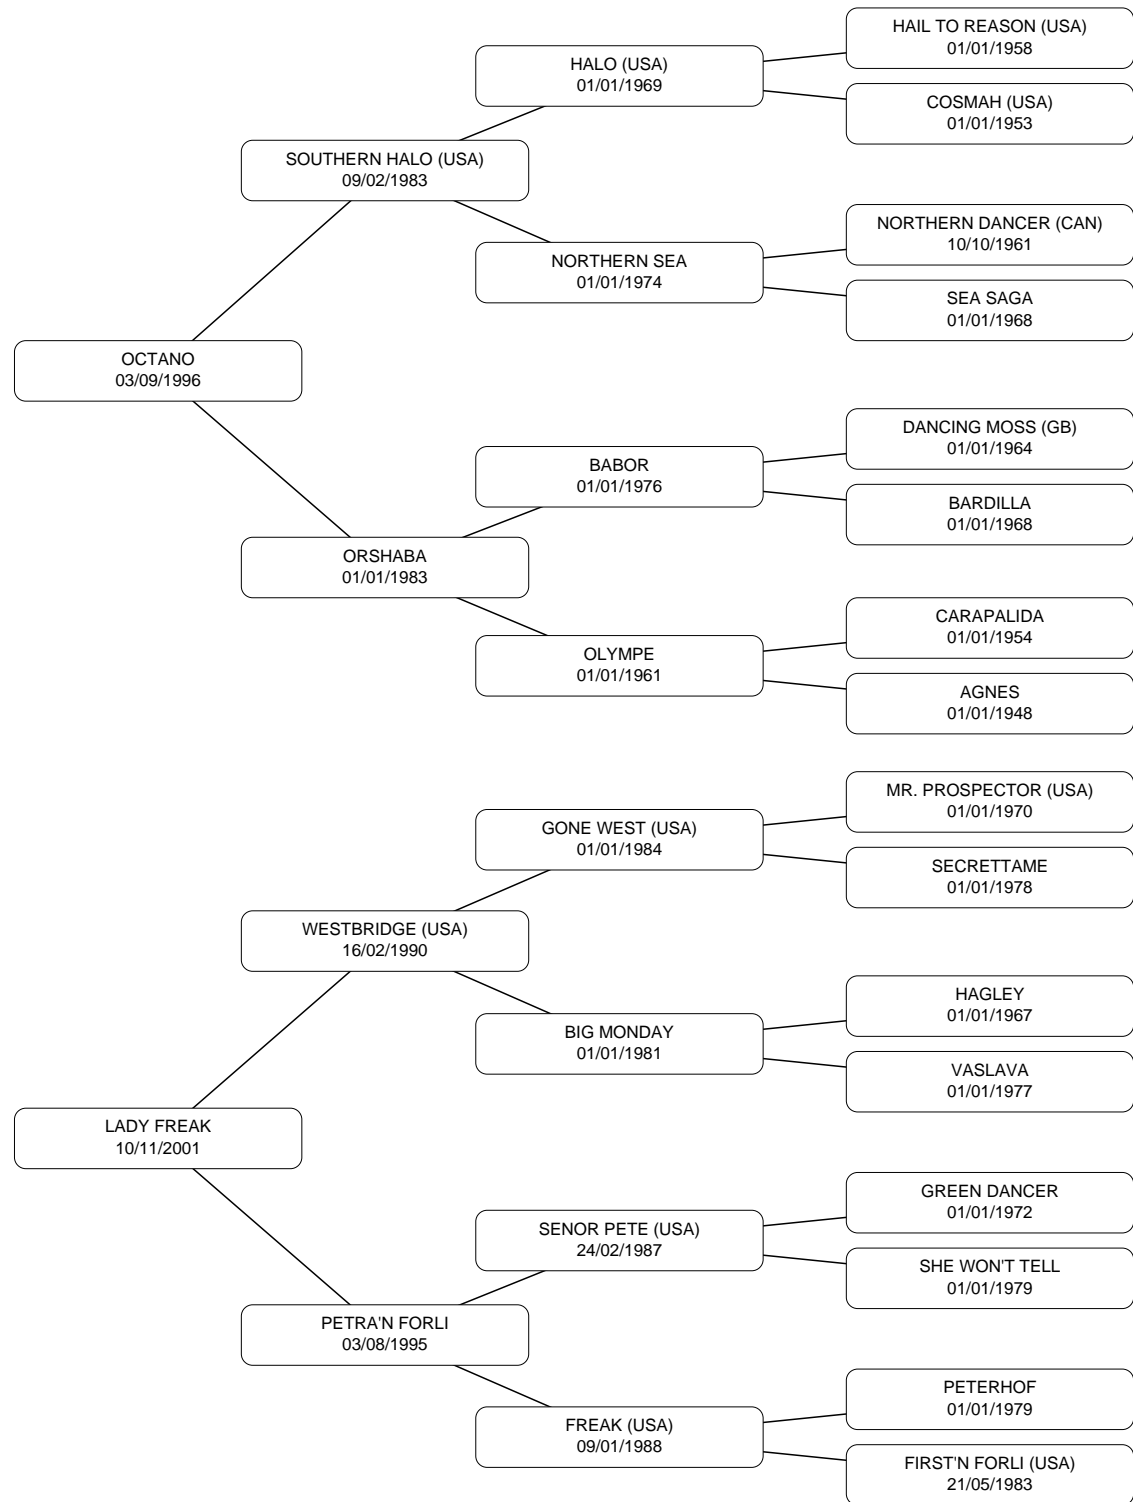 HAIL TO REASON (USA)
01/01/1958
HALO (USA)
01/01/1969
COSMAH (USA)
01/01/1953
SOUTHERN HALO (USA)
09/02/1983
NORTHERN DANCER (CAN)
10/10/1961
NORTHERN SEA
01/01/1974
SEA SAGA
01/01/1968
OCTANO
03/09/1996
DANCING MOSS (GB)
01/01/1964
BABOR
01/01/1976
BARDILLA
01/01/1968
ORSHABA
01/01/1983
CARAPALIDA
01/01/1954
OLYMPE
01/01/1961
AGNES
01/01/1948
MR. PROSPECTOR (USA)
01/01/1970
GONE WEST (USA)
01/01/1984
SECRETTAME
01/01/1978
WESTBRIDGE (USA)
16/02/1990
HAGLEY
01/01/1967
BIG MONDAY
01/01/1981
VASLAVA
01/01/1977
LADY FREAK
10/11/2001
GREEN DANCER
01/01/1972
SENOR PETE (USA)
24/02/1987
SHE WON'T TELL
01/01/1979
PETRA'N FORLI
03/08/1995
PETERHOF
01/01/1979
FREAK (USA)
09/01/1988
FIRST'N FORLI (USA)
21/05/1983